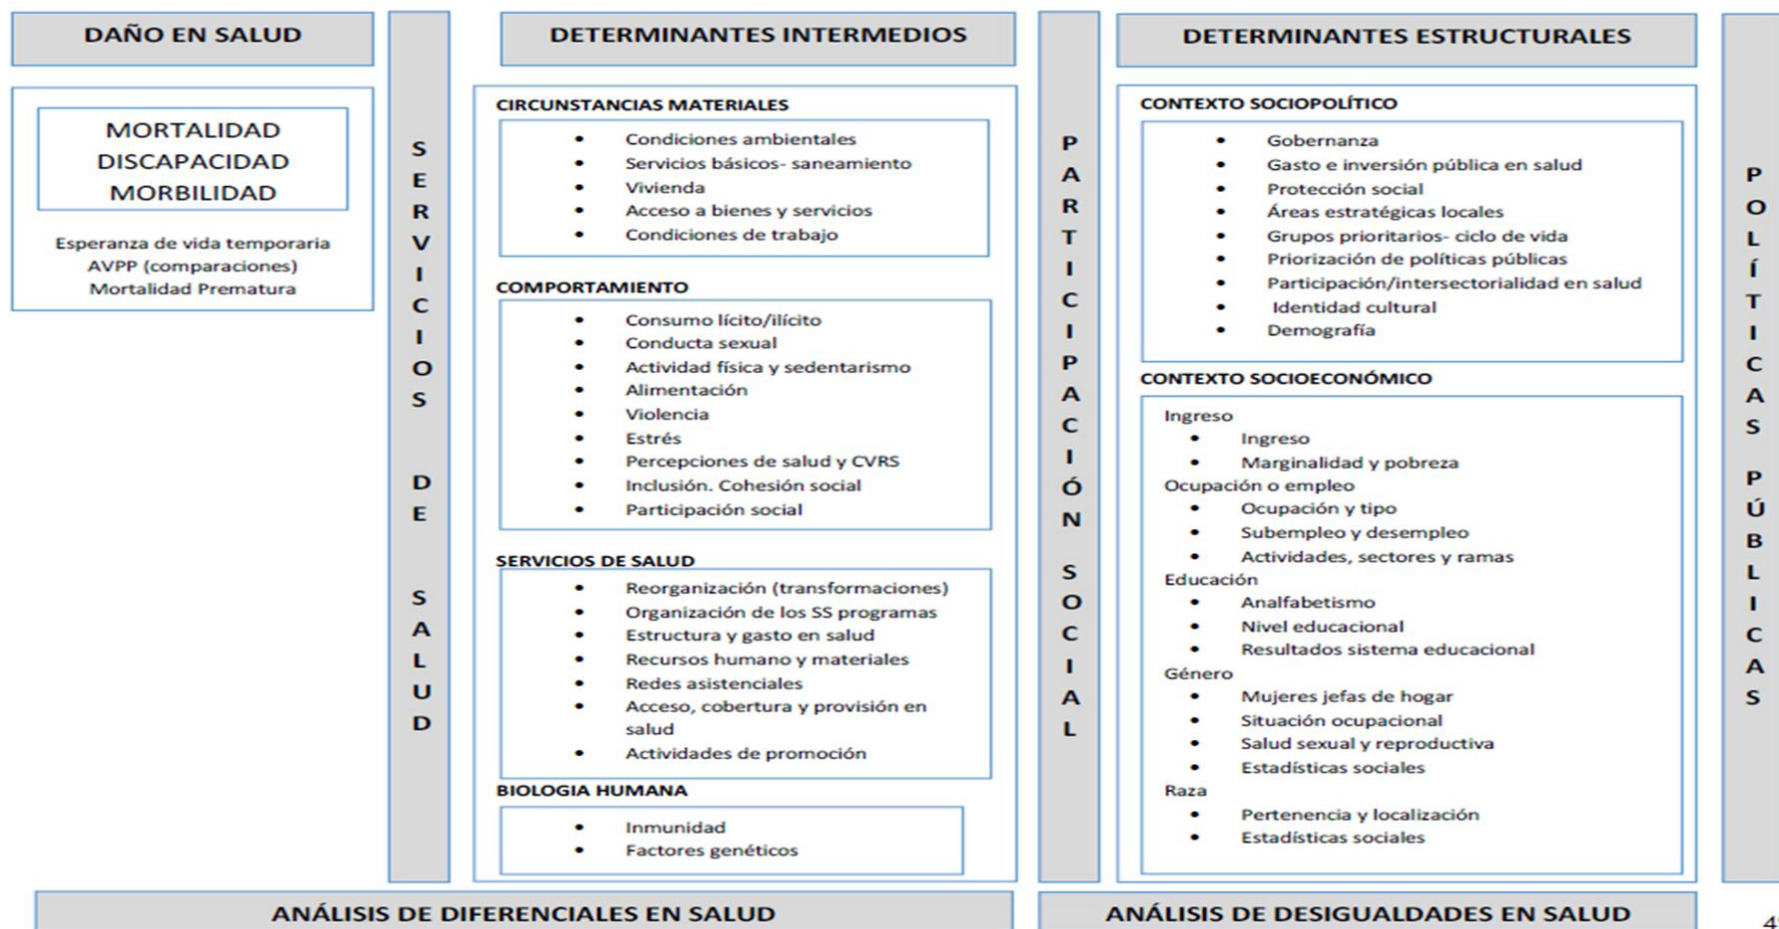 DAÑO EN SALUD
MORTALIDAD
DISCAPACIDAD
MORBILIDAD
Esperanza de vida temporaria
AVPP (comparaciones)
Mortalidad Prematura
SERVICIOS DE SALUD
DETERMINANTES INTERMEDIOS
CIRCUNSTANCIAS MATERIALES
• Condiciones ambientales
• Servicios básicos- saneamiento
• Vivienda
• Acceso a bienes y servicios
• Condiciones de trabajo
COMPORTAMIENTO
• Consumo lícito/ilícito
• Conducta sexual
• Actividad física y sedentarismo
• Alimentación
• Violencia
• Estrés
• Percepciones de salud y CVRS
• Inclusión. Cohesión social
• Participación social
SERVICIOS DE SALUD
• Reorganización (transformaciones)
• Organización de los SS programas
• Estructura y gasto en salud
• Recursos humano y materiales
• Redes asistenciales
• Acceso, cobertura y provisión en
salud
• Actividades de promoción
BIOLOGIA HUMANA
• Inmunidad
• Factores genéticos
PARTICIPACIÓN SOCIAL
DETERMINANTES ESTRUCTURALES
CONTEXTO SOCIOPOLÍTICO
• Gobernanza
• Gasto e inversión pública en salud
• Protección social
• Áreas estratégicas locales
• Grupos prioritarios- ciclo de vida
• Priorización de políticas públicas
• Participación/intersectorialidad en salud
• Identidad cultural
• Demografía
CONTEXTO SOCIOECONÓMICO
Ingreso
• Ingreso
• Marginalidad y pobreza
Ocupación o empleo
• Ocupación y tipo
• Subempleo y desempleo
• Actividades, sectores y ramas
Educación
• Analfabetismo
• Nivel educacional
• Resultados sistema educacional
Género
• Mujeres jefas de hogar
• Situación ocupacional
• Salud sexual y reproductiva
• Estadísticas sociales
Raza
• Pertenencia y localización
• Estadísticas sociales
POLÍTICAS PÚBLICAS
ANÁLISIS DE DIFERENCIALES EN SALUD
ANÁLISIS DE DESIGUALDADES EN SALUD